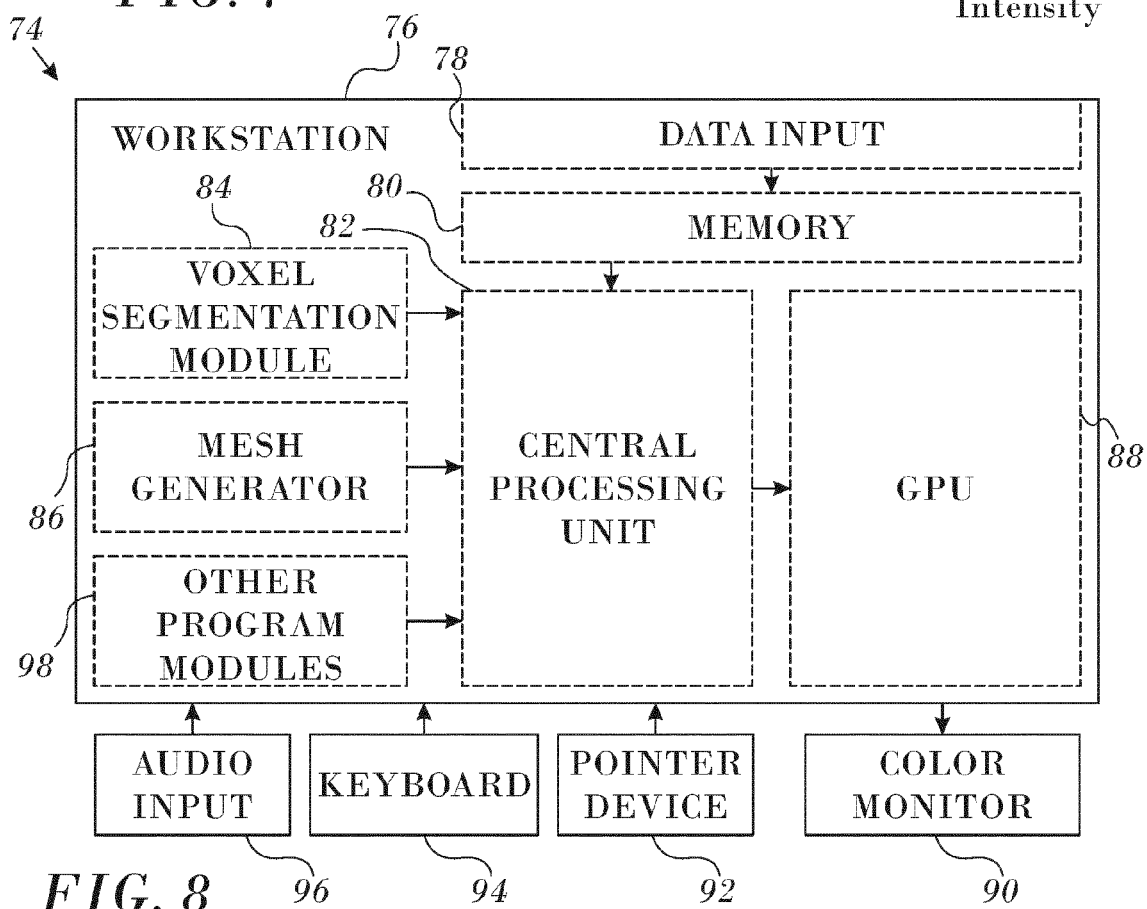 Intensity
74
76
78
WORKSTATION
DATA INPUT
84
80
MEMORY
82
VOXEL
SEGMENTATION
MODULE
MESH
GENERATOR
86
CENTRAL
PROCESSING
UNIT
GPU
88
OTHER
PROGRAM
MODULES
98
AUDIO
INPUT
KEYBOARD
POINTER
DEVICE
COLOR
MONITOR
96
94
92
90
FIG. 8